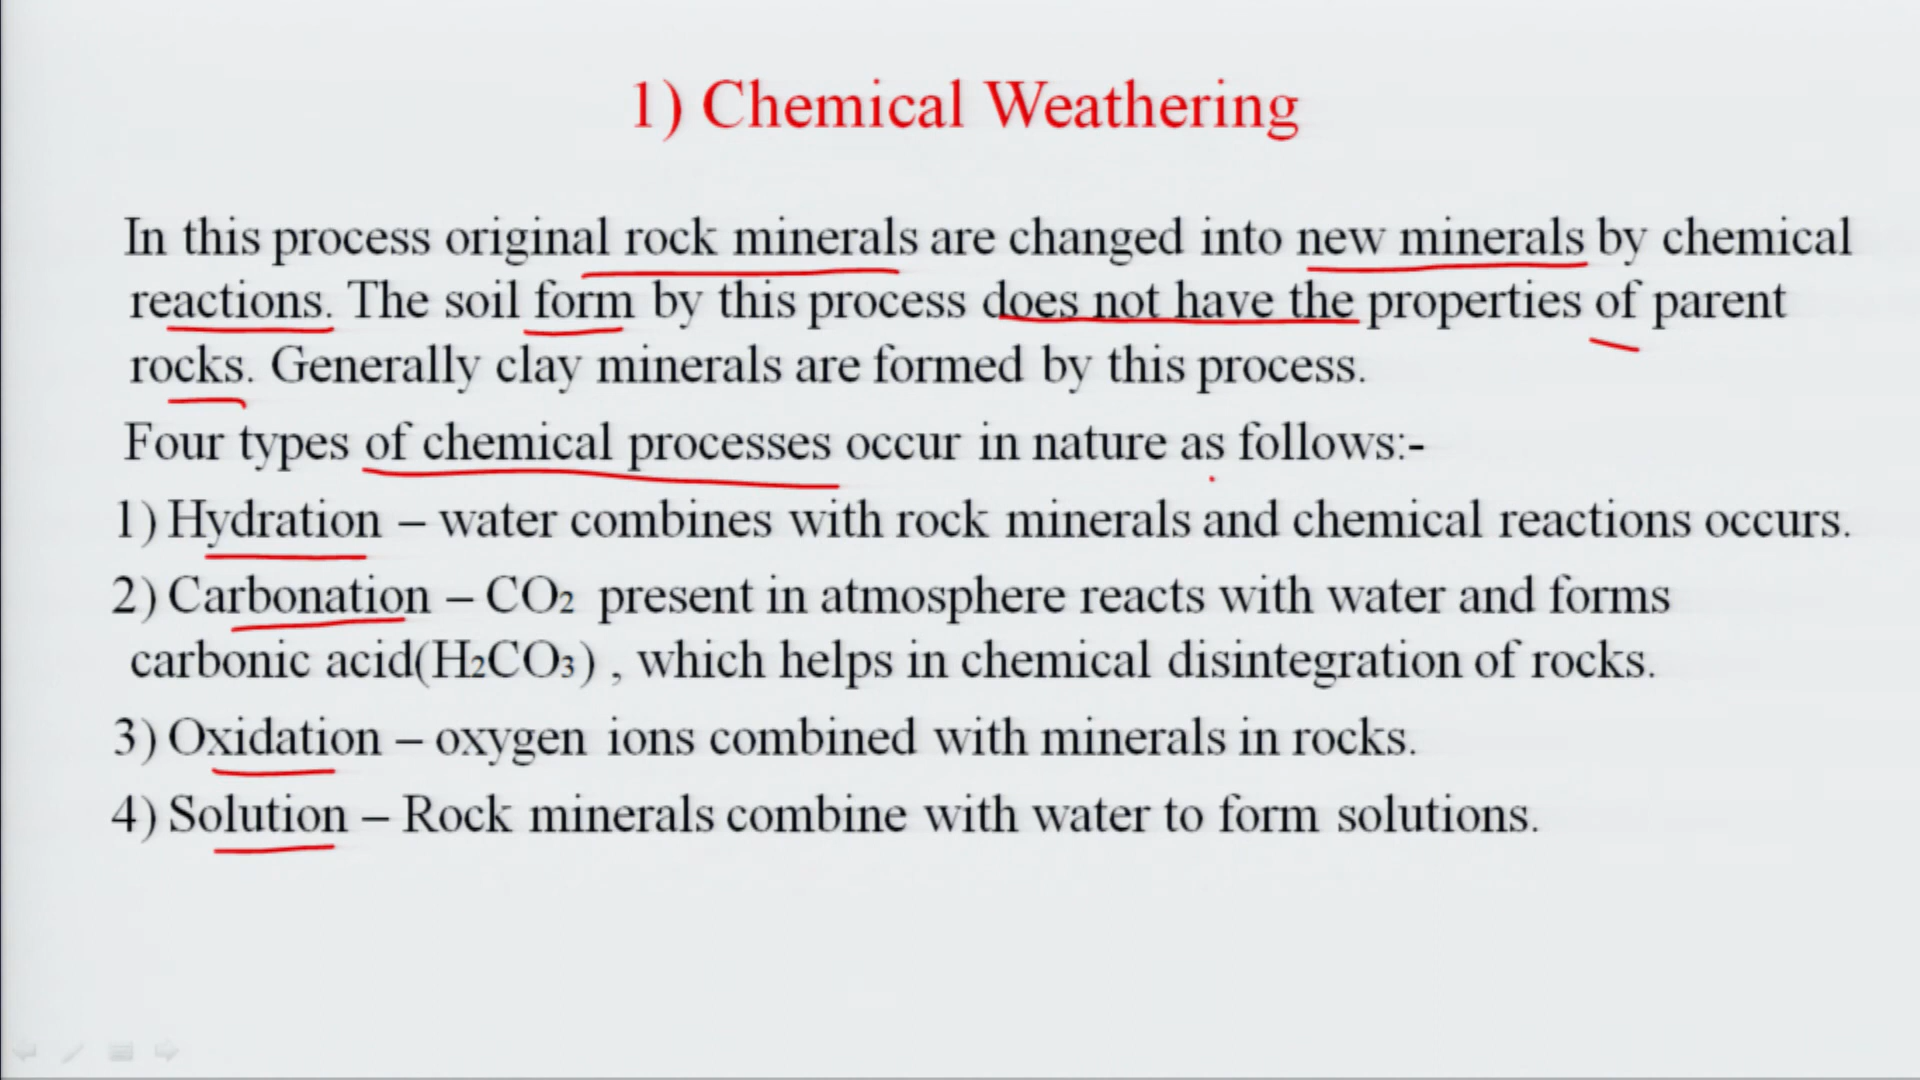 1) Chemical Weathering
In this process original rock minerals are changed into new minerals by chemical
reactions. The soil form by this process does not have the properties of parent
rocks. Generally clay minerals are formed by this process.
Four types of chemical processes occur in nature as follows:-
1) Hydration – water combines with rock minerals and chemical reactions occurs.
2) Carbonation – CO₂ present in atmosphere reacts with water and forms
carbonic acid(H₂CO₃) , which helps in chemical disintegration of rocks.
3) Oxidation – oxygen ions combined with minerals in rocks.
4) Solution – Rock minerals combine with water to form solutions.